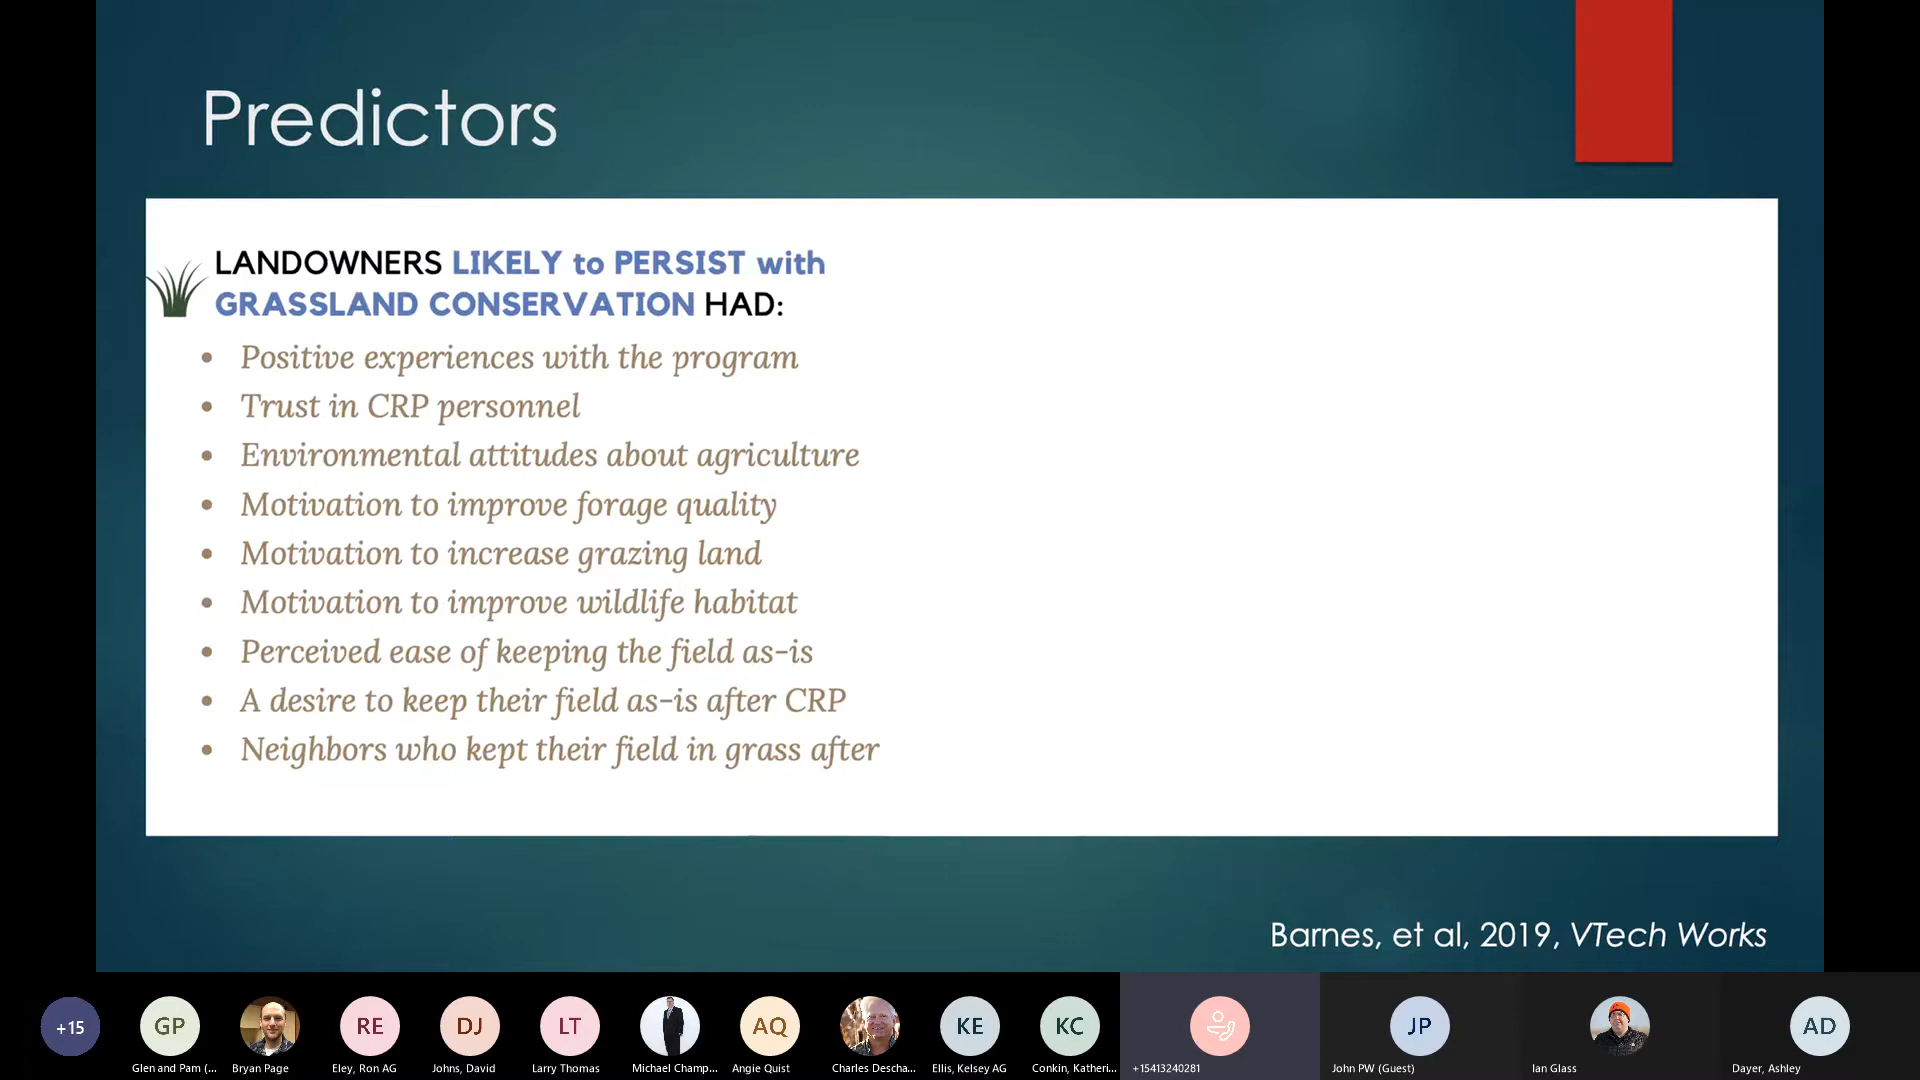 Predictors
LANDOWNERS LIKELY to PERSIST with
GRASSLAND CONSERVATION HAD:
• Positive experiences with the program
• Trust in CRP personnel
• Environmental attitudes about agriculture
• Motivation to improve forage quality
• Motivation to increase grazing land
• Motivation to improve wildlife habitat
• Perceived ease of keeping the field as-is
• A desire to keep their field as-is after CRP
• Neighbors who kept their field in grass after
Barnes, et al, 2019, VTech Works
+15 GP RE DJ LT AQ KE KC JP AD
Glen and Pam (... Bryan Page Eley, Ron AG Johns, David Larry Thomas Michael Champ... Angie Quist Charles Descha... Ellis, Kelsey AG Conkin, Katheri... +15413240281 John PW (Guest) Ian Glass Dayer, Ashley